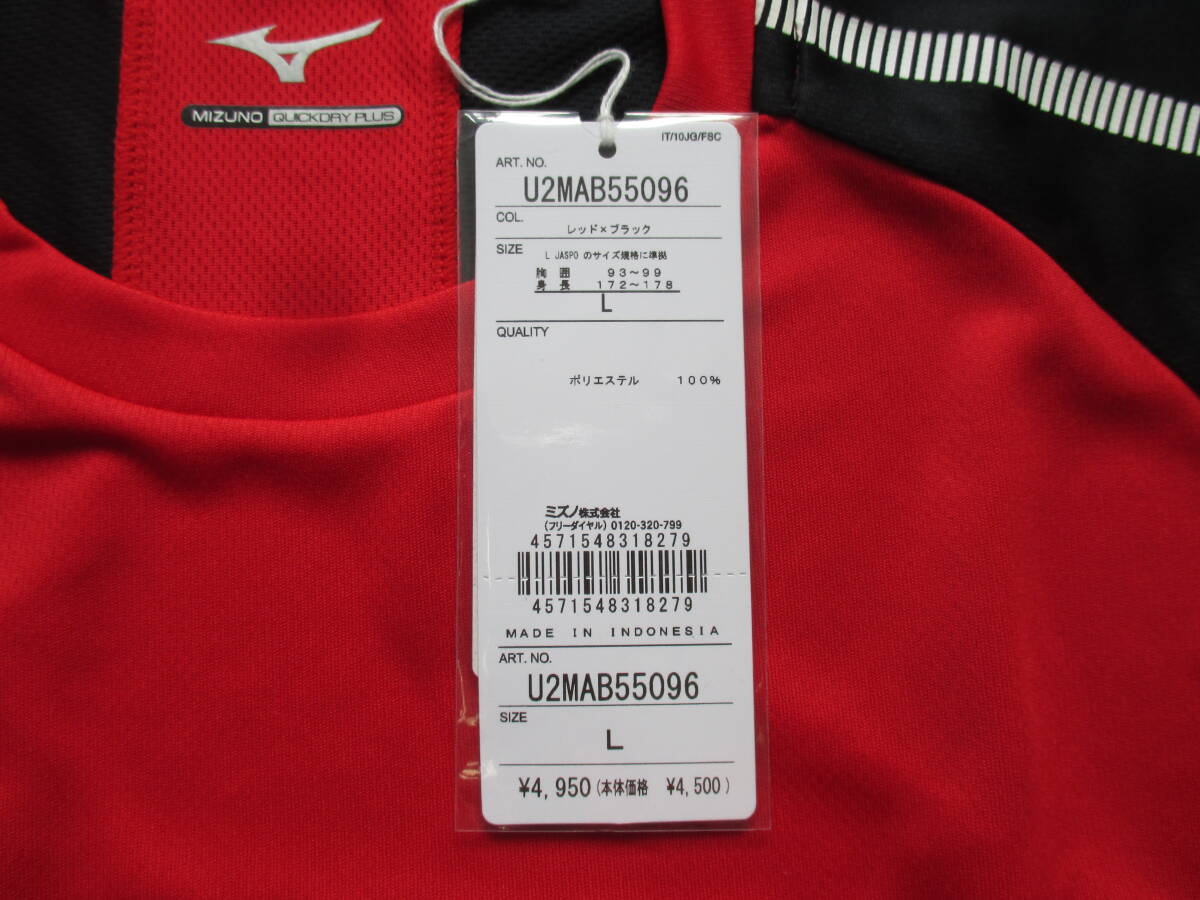 MIZUNO QUICKDRY PLUS
IT/10JG/FBC
ART. NO.
U2MAB55096
COL.
レッド×ブラック
SIZE
L JASPO のサイズ規格に準拠
胸 囲 93~99
身 長 172~178
L
QUALITY
ポリエステル 100%
ミズノ株式会社
(フリーダイヤル) 0120-320-799
4571548318279
4571548318279
MADE IN INDONESIA
ART. NO.
U2MAB55096
SIZE
L
¥4,950 (本体価格 ¥4,500)